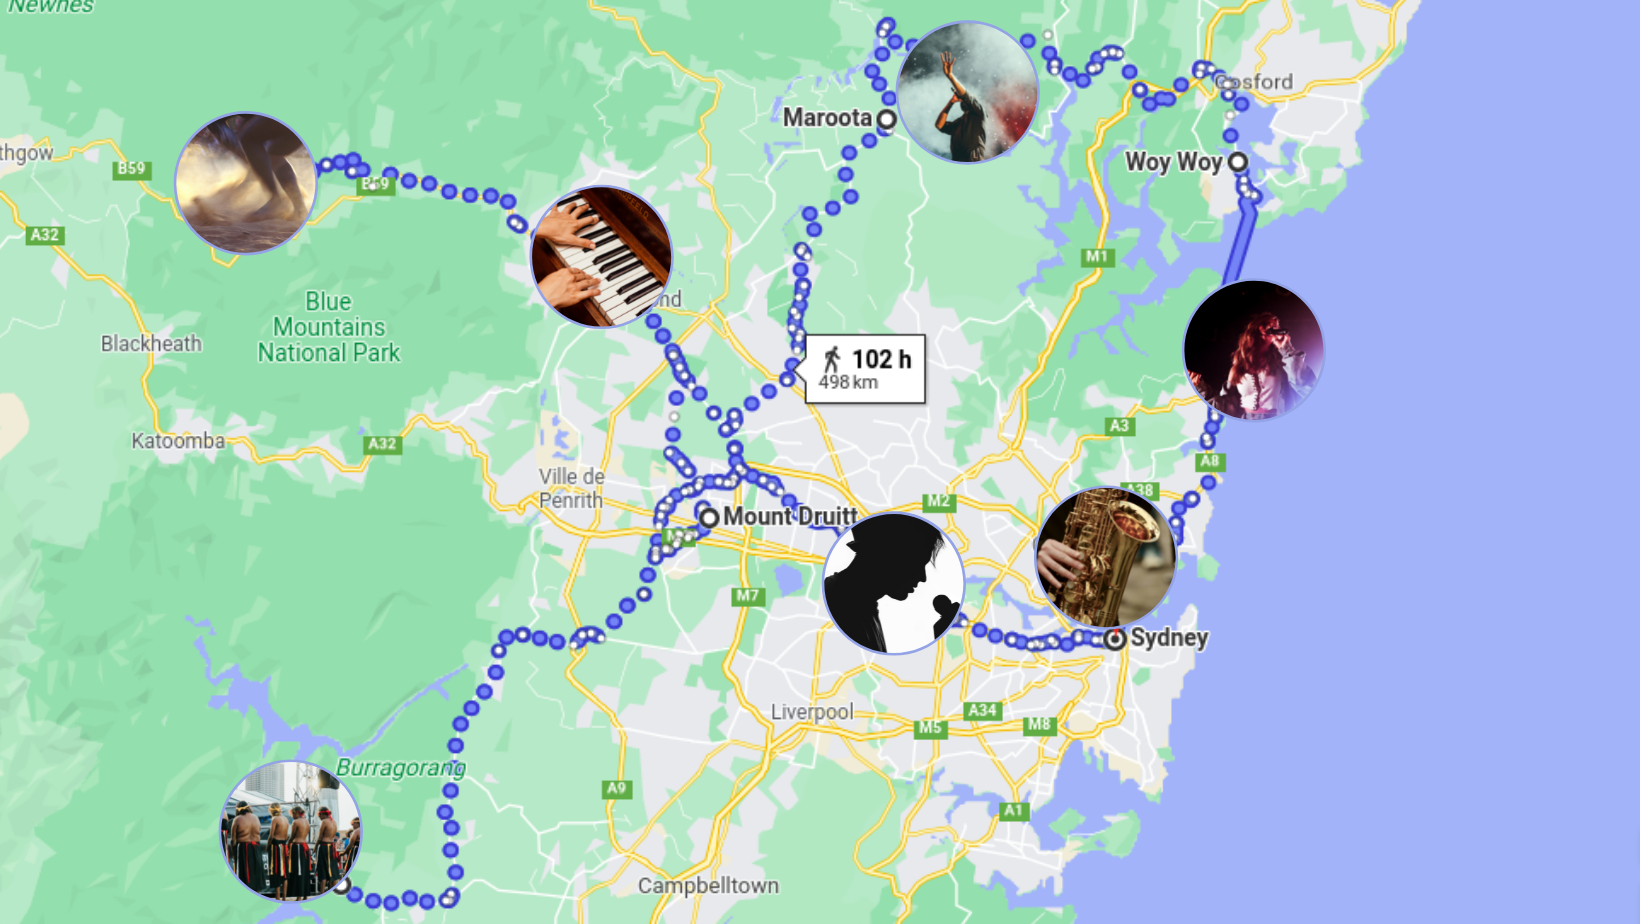 Newnes
Gosford
Maroota
thgow
Woy Woy
B59
B59
A32
M1
Blue
Mountains
National Park
nd
Blackheath
102 h
498 km
A3
Katoomba
A32
A8
Ville de
Penrith
A38
M2
Mount Druitt
M7
Sydney
Liverpool
A34
M5
M8
Burragorang
A9
A1
Campbelltown